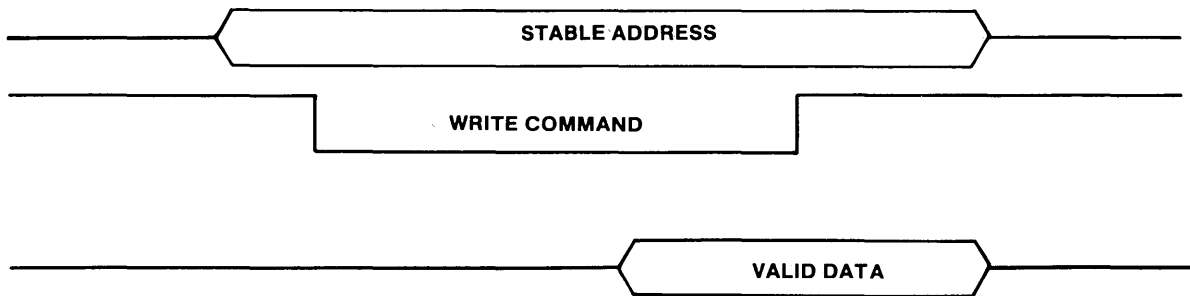 STABLE ADDRESS
WRITE COMMAND
VALID DATA